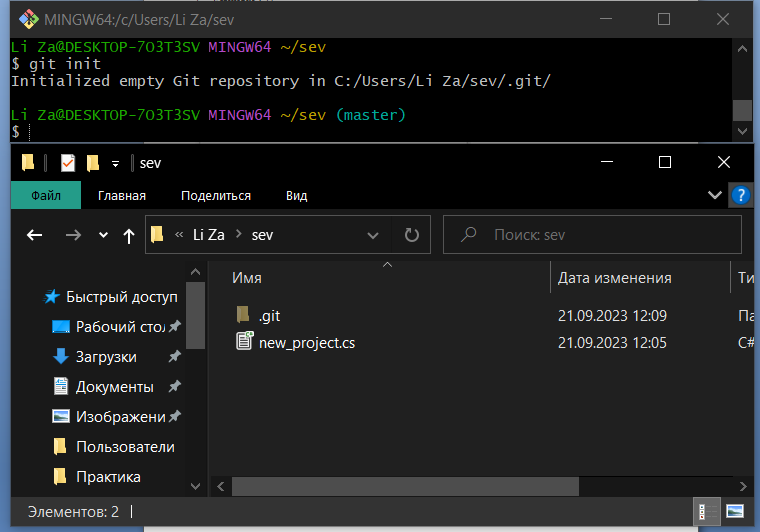 MINGW64:/c/Users/Li Za/sev
Li Za@DESKTOP-7O3T3SV MINGW64 ~/sev
$ git init
Initialized empty Git repository in C:/Users/Li Za/sev/.git/
Li Za@DESKTOP-7O3T3SV MINGW64 ~/sev (master)
$
sev
Файл Главная Поделиться Вид
?
« Li Za > sev Поиск: sev
Имя Дата изменения Ти
Быстрый доступ
.git 21.09.2023 12:09 Па
Рабочий стол
new_project.cs 21.09.2023 12:05 C#
Загрузки
Документы
Изображени
Пользователи
Практика
Элементов: 2